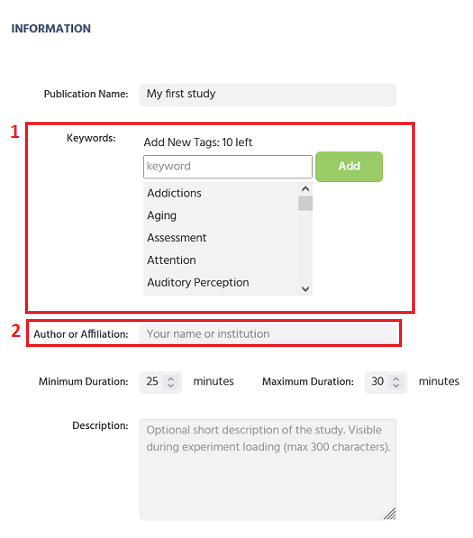 INFORMATION
Publication Name: My first study
1
Keywords: Add New Tags: 10 left
keyword Add
Addictions
Aging
Assessment
Attention
Auditory Perception
2 Author or Affiliation: Your name or institution
Minimum Duration: 25 minutes Maximum Duration: 30 minutes
Description: Optional short description of the study. Visible
during experiment loading (max 300 characters).